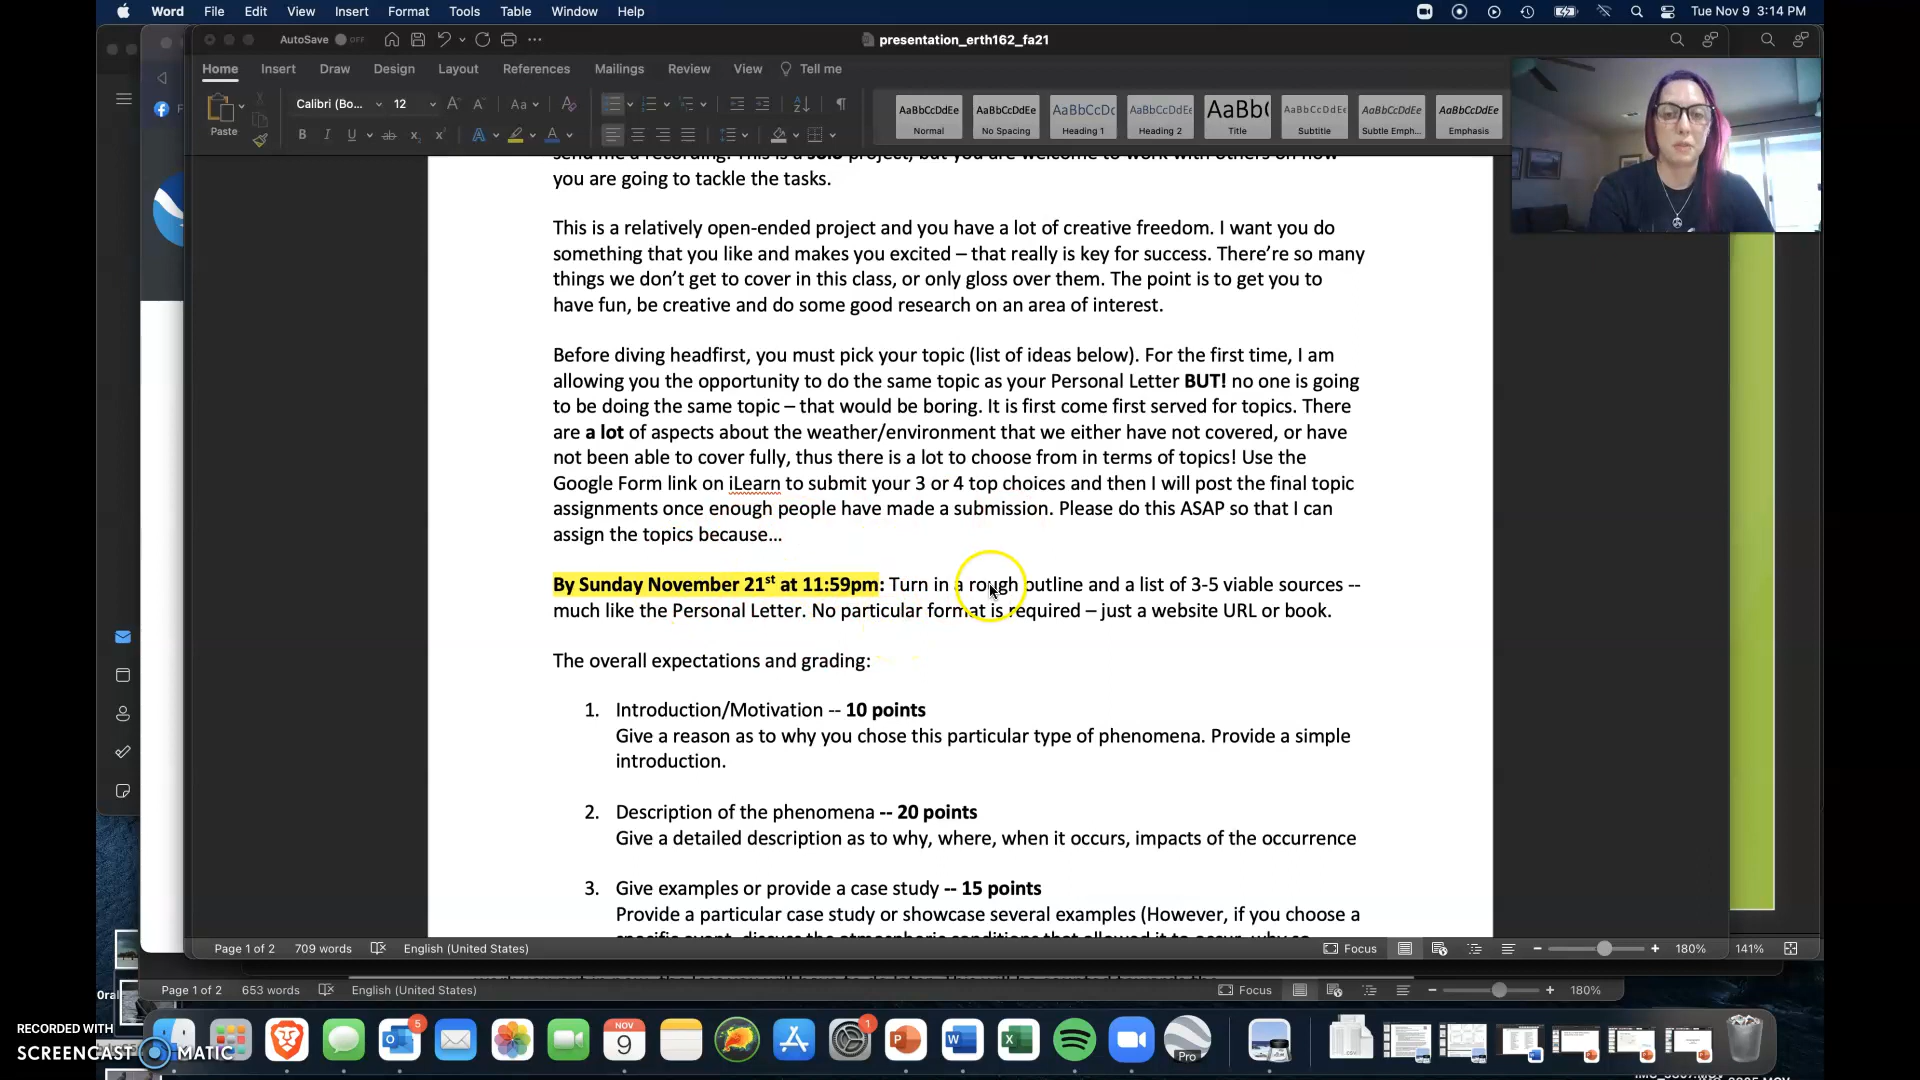 Word File Edit View Insert Format Tools Table Window Help
Tue Nov 9 3:14 PM
AutoSave OFF
presentation_erth162_fa21
Home Insert Draw Design Layout References Mailings Review View Tell me
Paste
Calibri (Bo... 12
AaBbCcDdEe AaBbCcDdEe AaBbCcDc AaBbCcDdEe AaBb( AaBbCcDdEe AaBbCcDdEe AaBbCcDdEe
Normal No Spacing Heading 1 Heading 2 Title Subtitle Subtle Emph... Emphasis
you are going to tackle the tasks.
This is a relatively open-ended project and you have a lot of creative freedom. I want you do
something that you like and makes you excited – that really is key for success. There're so many
things we don't get to cover in this class, or only gloss over them. The point is to get you to
have fun, be creative and do some good research on an area of interest.
Before diving headfirst, you must pick your topic (list of ideas below). For the first time, I am
allowing you the opportunity to do the same topic as your Personal Letter BUT! no one is going
to be doing the same topic – that would be boring. It is first come first served for topics. There
are a lot of aspects about the weather/environment that we either have not covered, or have
not been able to cover fully, thus there is a lot to choose from in terms of topics! Use the
Google Form link on iLearn to submit your 3 or 4 top choices and then I will post the final topic
assignments once enough people have made a submission. Please do this ASAP so that I can
assign the topics because...
By Sunday November 21st at 11:59pm: Turn in a rough outline and a list of 3-5 viable sources --
much like the Personal Letter. No particular format is required – just a website URL or book.
The overall expectations and grading:
1. Introduction/Motivation -- 10 points
Give a reason as to why you chose this particular type of phenomena. Provide a simple
introduction.
2. Description of the phenomena -- 20 points
Give a detailed description as to why, where, when it occurs, impacts of the occurrence
3. Give examples or provide a case study -- 15 points
Provide a particular case study or showcase several examples (However, if you choose a
Page 1 of 2 709 words English (United States) Focus 180% 141%
Page 1 of 2 653 words English (United States) Focus 180%
RECORDED WITH
SCREENCAST MATIC
5
NOV
9
1
Pro